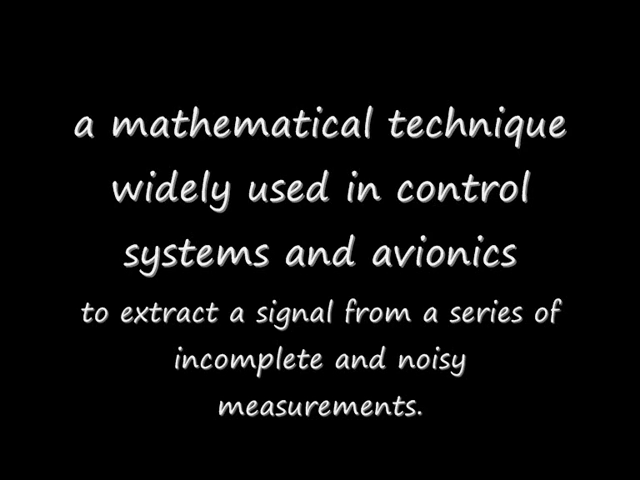 a mathematical technique
widely used in control
systems and avionics
to extract a signal from a series of
incomplete and noisy
measurements.